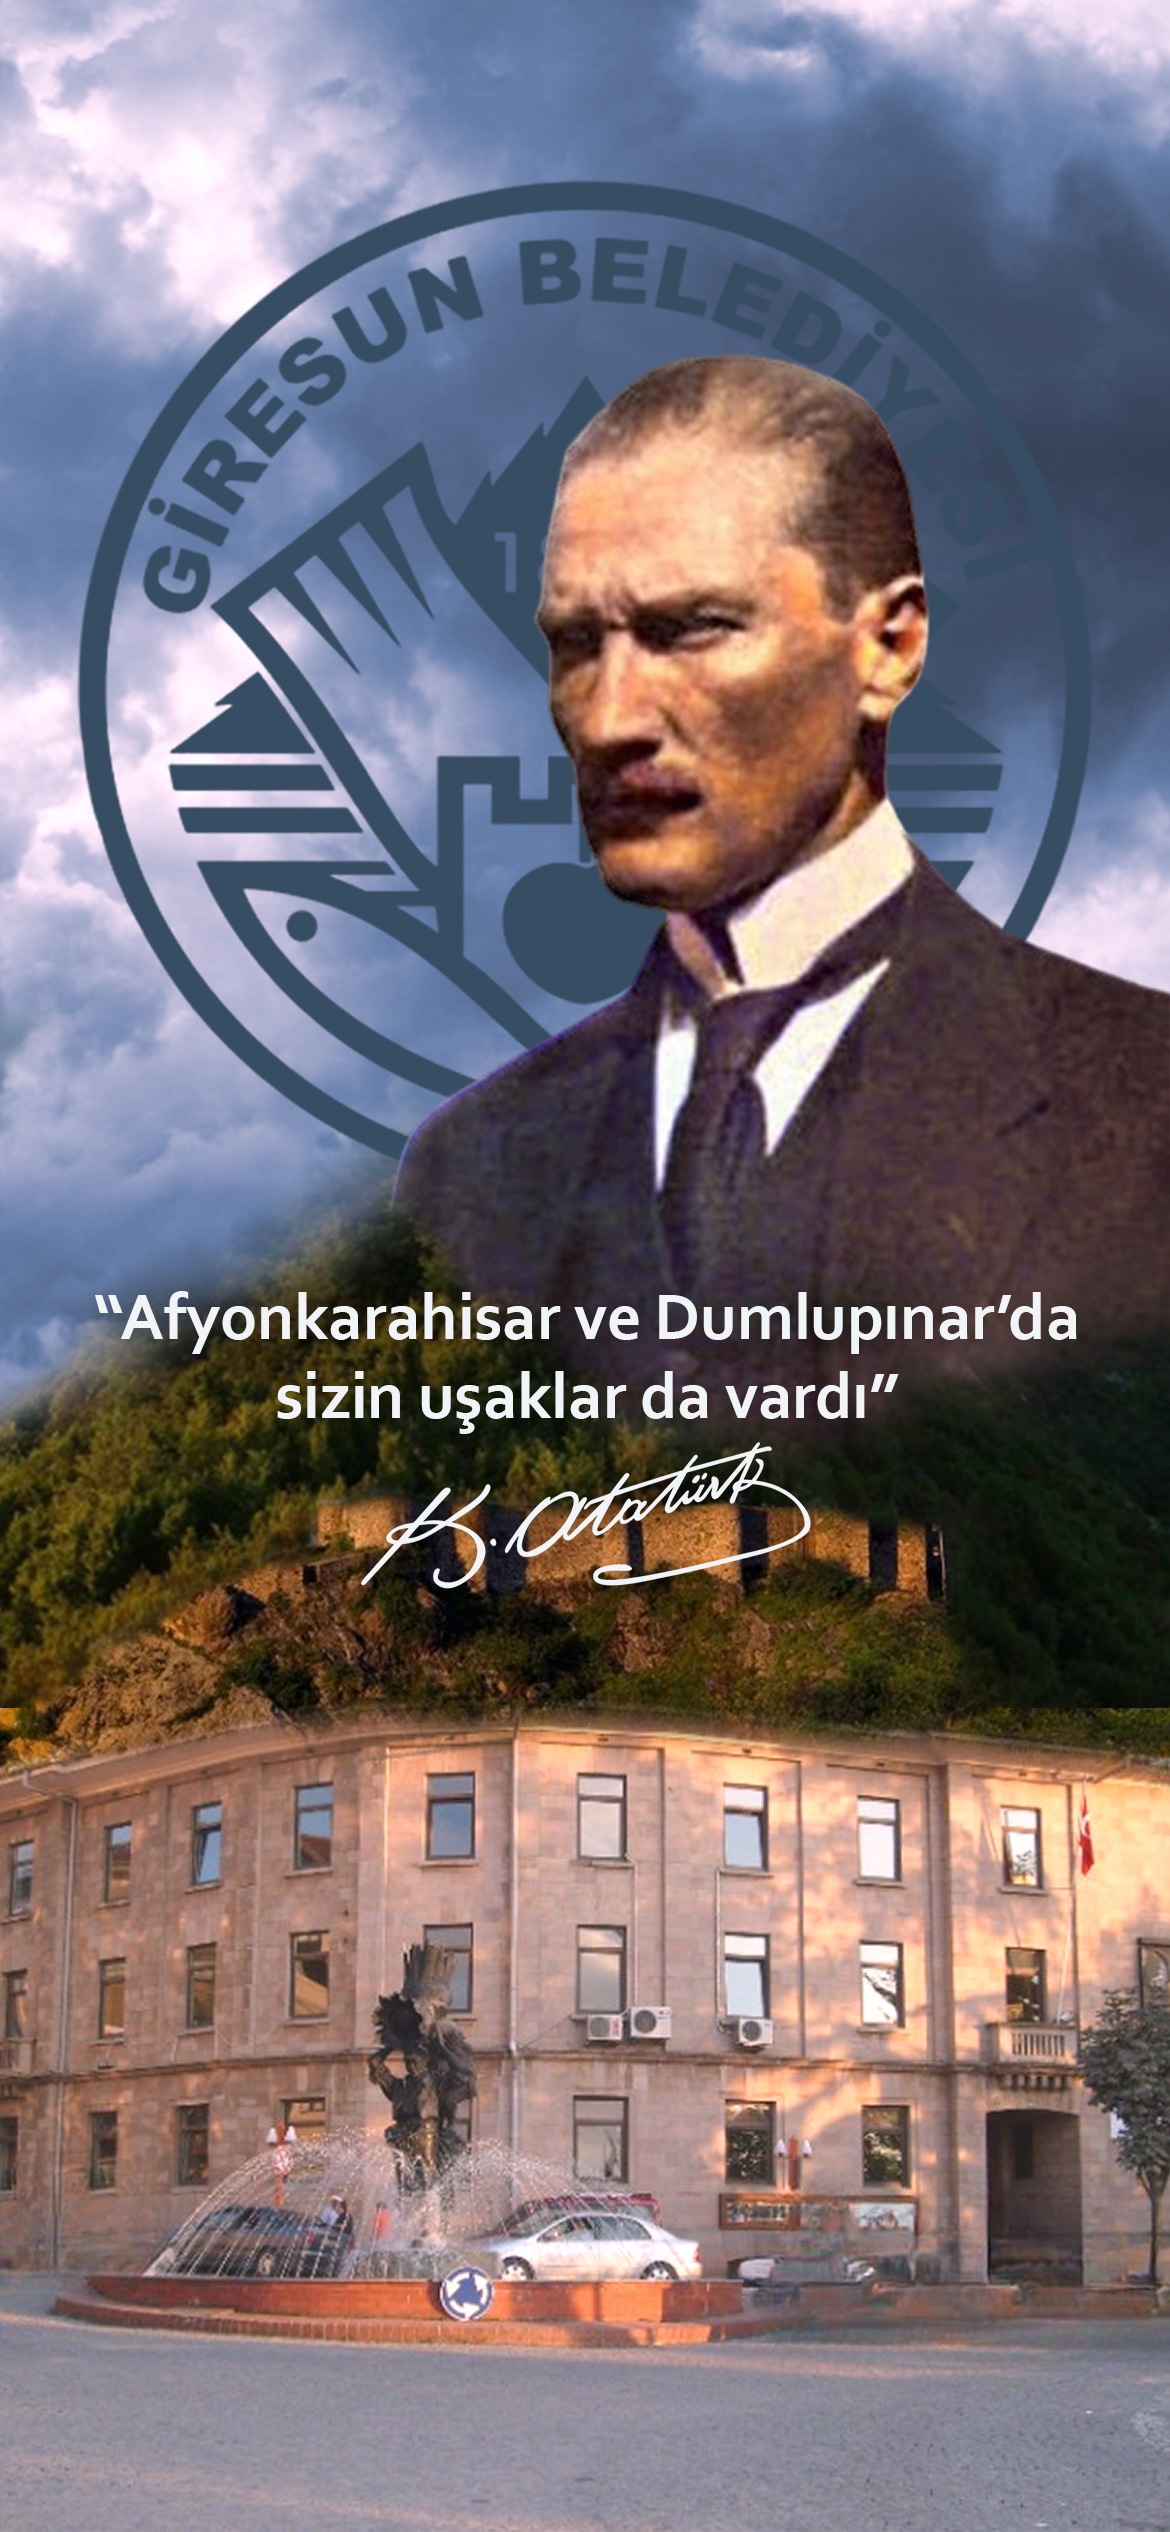 GİRESUN BELEDİYESİ
“Afyonkarahisar ve Dumlupınar’da
sizin uşaklar da vardı”
K. Atatürk